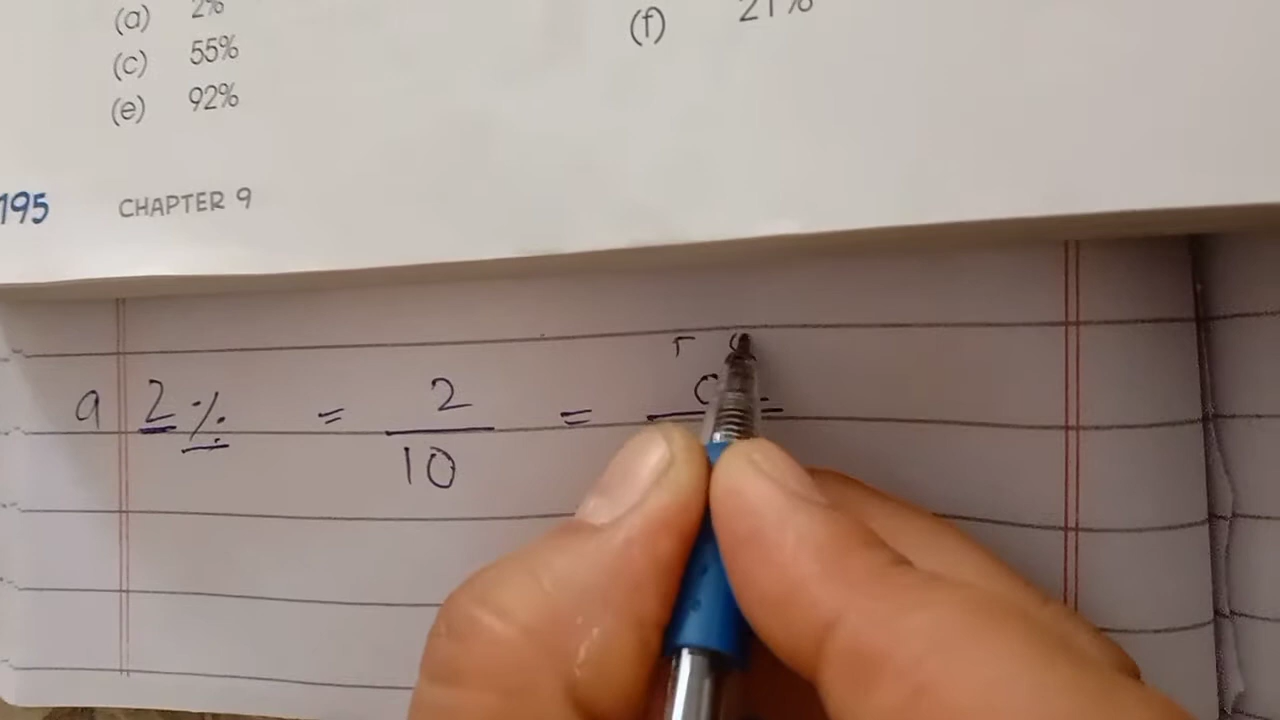 (a) 2%
(f) 21%
(c) 55%
(e) 92%
195 CHAPTER 9
a 2% = 2/10 =